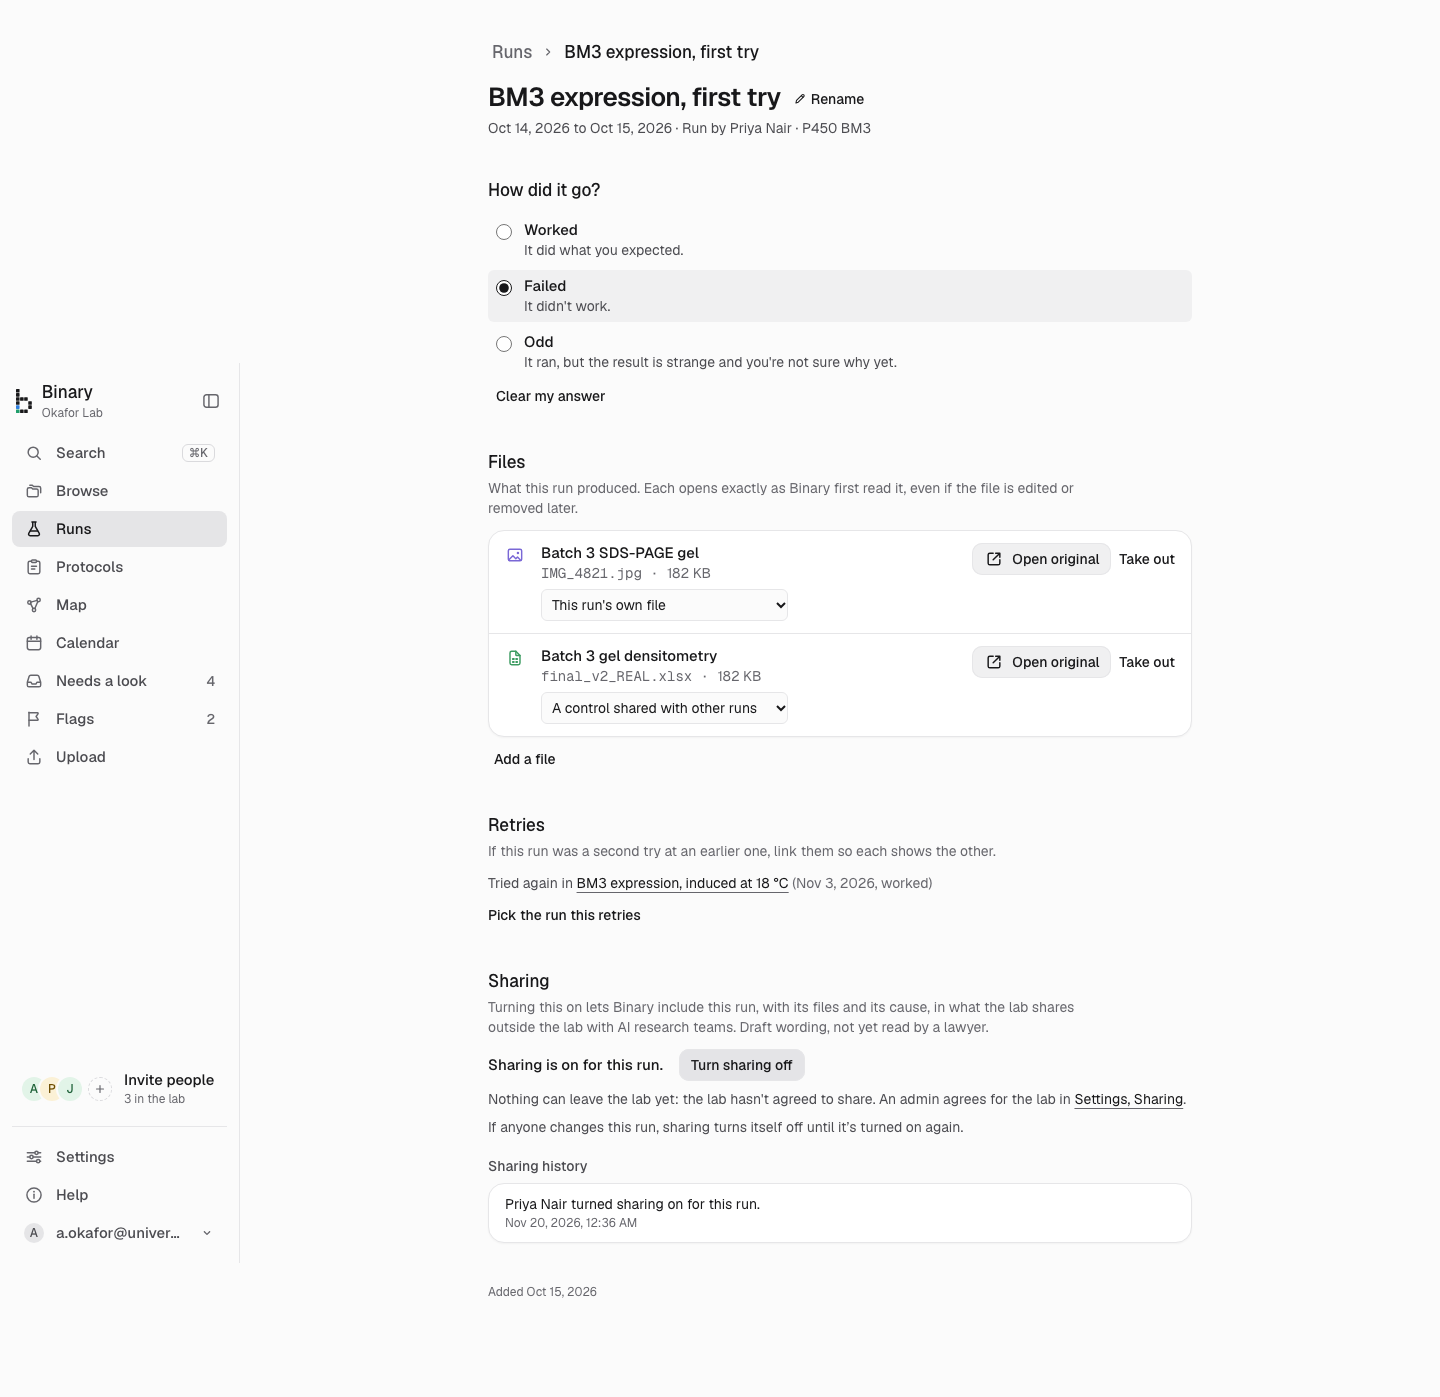 Runs › BM3 expression, first try
BM3 expression, first try
Rename
Oct 14, 2026 to Oct 15, 2026 · Run by Priya Nair · P450 BM3
How did it go?
Worked
It did what you expected.
Failed
It didn't work.
Odd
It ran, but the result is strange and you're not sure why yet.
Clear my answer
Files
What this run produced. Each opens exactly as Binary first read it, even if the file is edited or
removed later.
Batch 3 SDS-PAGE gel
IMG_4821.jpg · 182 KB
This run's own file
Open original
Take out
Batch 3 gel densitometry
final_v2_REAL.xlsx · 182 KB
A control shared with other runs
Open original
Take out
Add a file
Retries
If this run was a second try at an earlier one, link them so each shows the other.
Tried again in BM3 expression, induced at 18 °C (Nov 3, 2026, worked)
Pick the run this retries
Sharing
Turning this on lets Binary include this run, with its files and its cause, in what the lab shares
outside the lab with AI research teams. Draft wording, not yet read by a lawyer.
Sharing is on for this run.
Turn sharing off
Nothing can leave the lab yet: the lab hasn't agreed to share. An admin agrees for the lab in Settings, Sharing.
If anyone changes this run, sharing turns itself off until it's turned on again.
Sharing history
Priya Nair turned sharing on for this run.
Nov 20, 2026, 12:36 AM
Added Oct 15, 2026
Binary
Okafor Lab
Search
⌘K
Browse
Runs
Protocols
Map
Calendar
Needs a look 4
Flags 2
Upload
A P J +
Invite people
3 in the lab
Settings
Help
A a.okafor@univer...